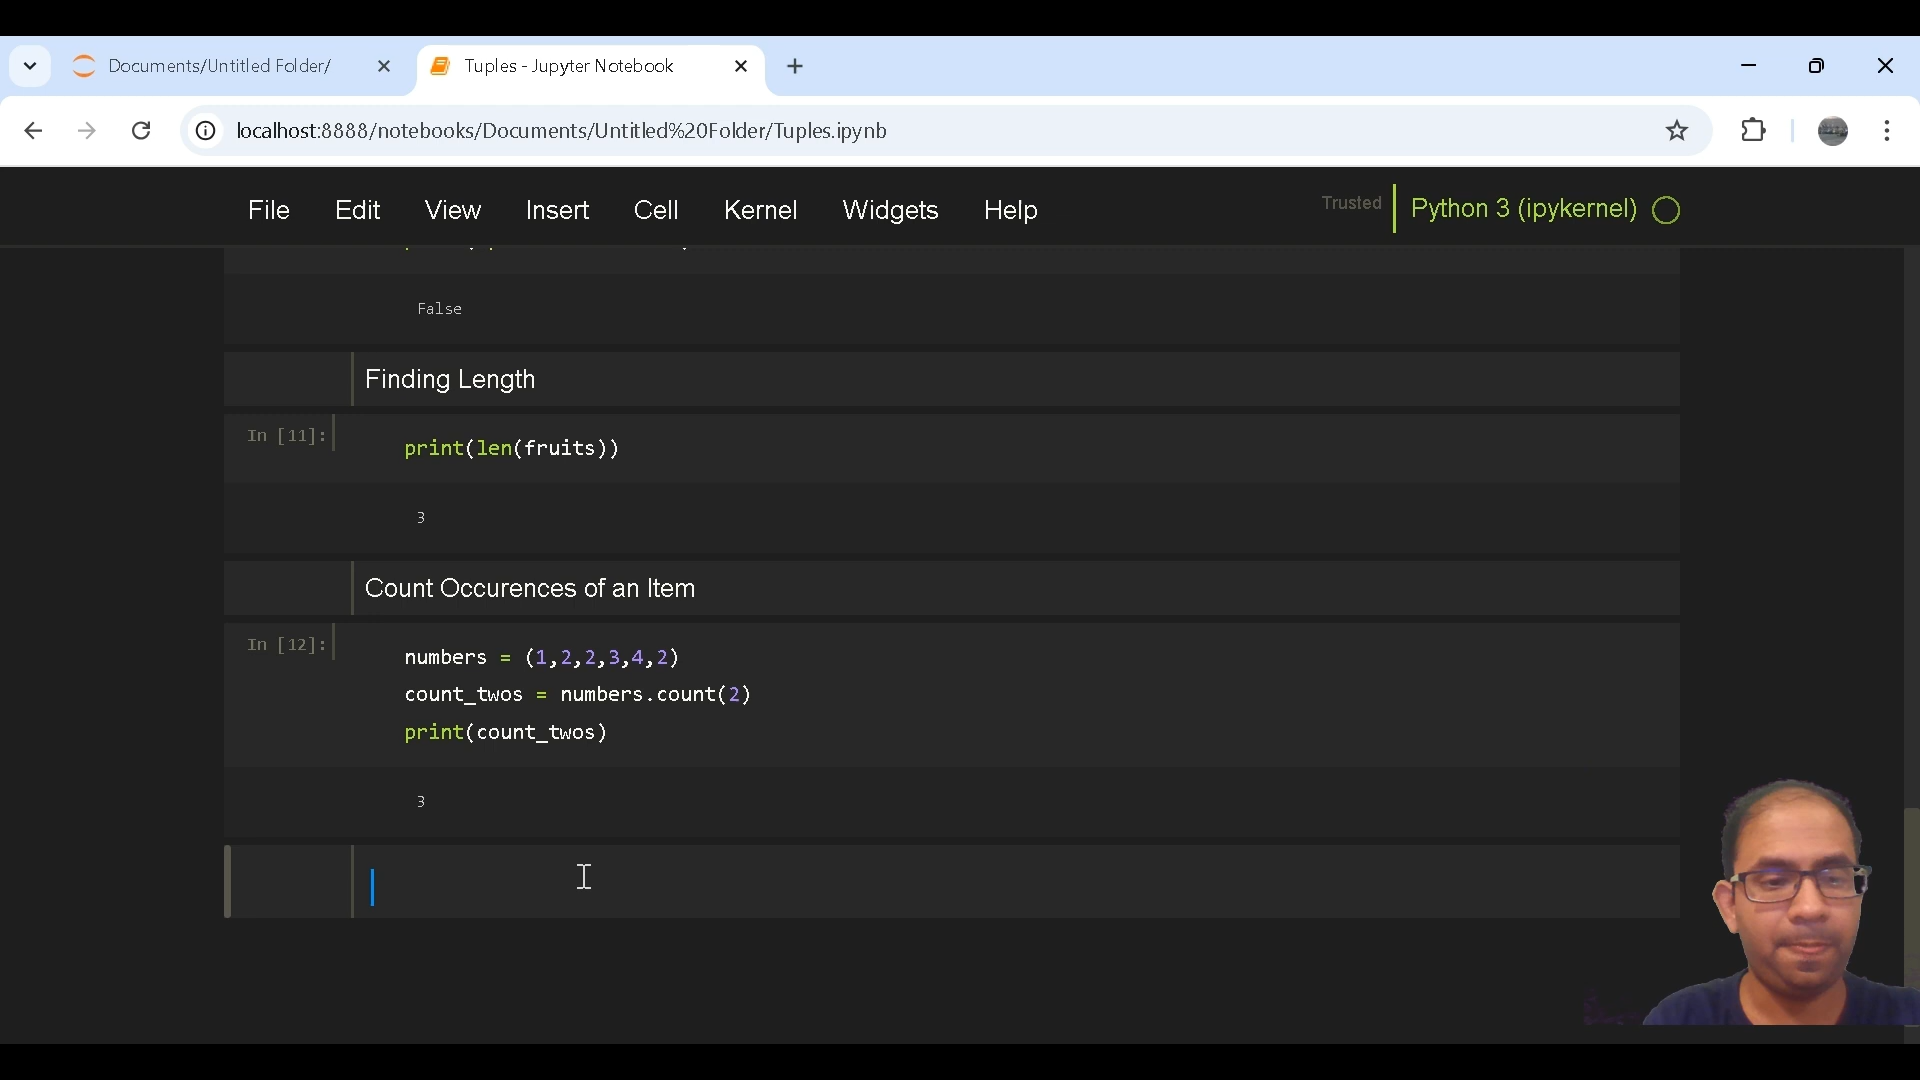 Documents/Untitled Folder/
Tuples - Jupyter Notebook
localhost:8888/notebooks/Documents/Untitled%20Folder/Tuples.ipynb
File Edit View Insert Cell Kernel Widgets Help Trusted Python 3 (ipykernel)
False
Finding Length
In [11]: print(len(fruits))
3
Count Occurences of an Item
In [12]: numbers = (1,2,2,3,4,2)
count_twos = numbers.count(2)
print(count_twos)
3